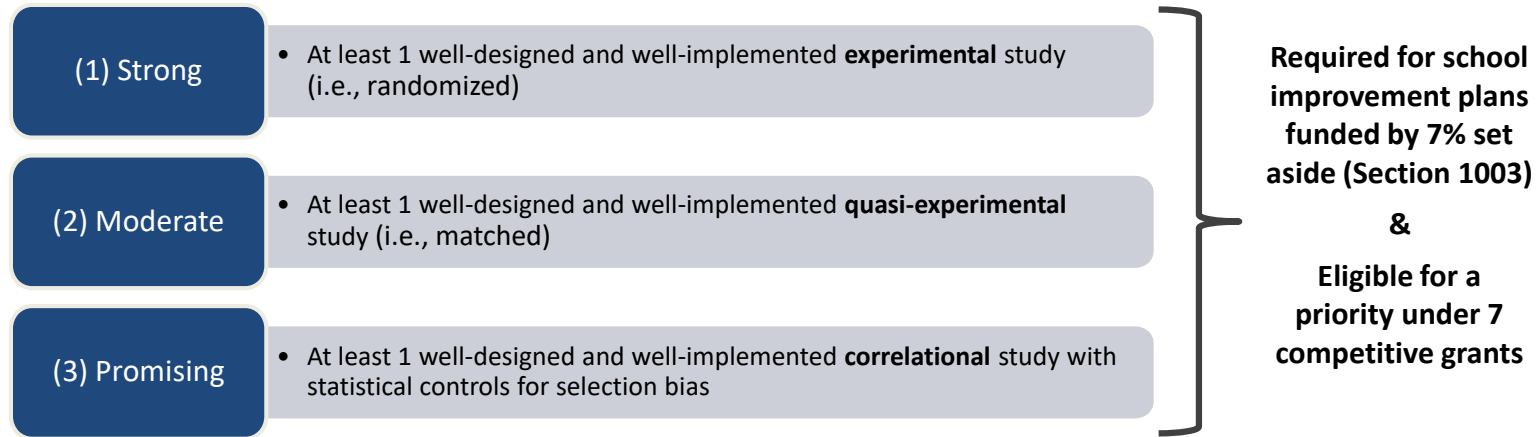 (1) Strong
• At least 1 well-designed and well-implemented experimental study
(i.e., randomized)
(2) Moderate
• At least 1 well-designed and well-implemented quasi-experimental
study (i.e., matched)
(3) Promising
• At least 1 well-designed and well-implemented correlational study with
statistical controls for selection bias
Required for school
improvement plans
funded by 7% set
aside (Section 1003)
&
Eligible for a
priority under 7
competitive grants